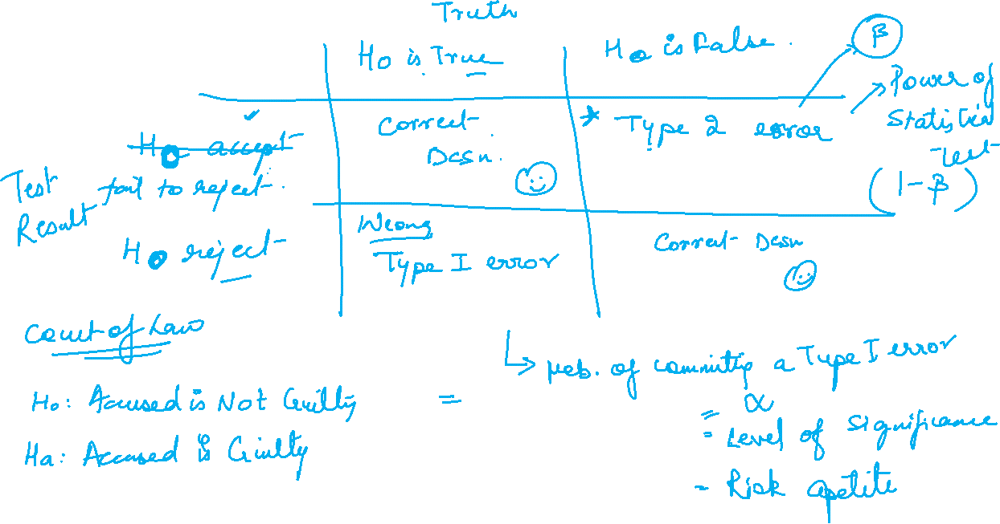 Truth
Ho is True
Ho is False.
β
Power of
Statistical
test
(1-β)
Test
Result
Ho accept
fail to reject.
Correct
Dcsn.
Type 2 error
Ho reject
Wrong
Type I error
Correct Dcsn
Court of Law
Ho: Accused is Not Guilty =
Ha: Accused is Guilty
prob. of committing a Type I error
= α
= Level of significance
- Risk apetite